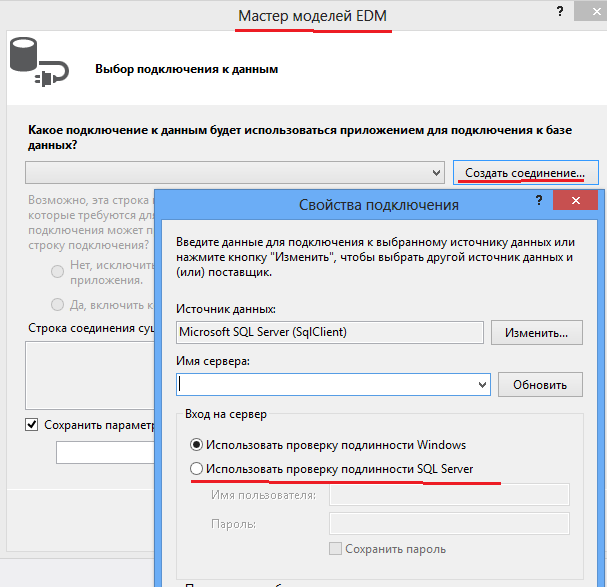 Мастер моделей EDM
?
Выбор подключения к данным
Какое подключение к данным будет использоваться приложением для подключения к базе
данных?
Создать соединение...
Возможно, эта строка
которые требуются для
подключения может
строку подключения?
Нет, исключить
приложения.
Да, включить
Строка соединения
Сохранить
Свойства подключения
?
Введите данные для подключения к выбранному источнику данных или
нажмите кнопку "Изменить", чтобы выбрать другой источник данных и
(или) поставщик.
Источник данных:
Microsoft SQL Server (SqlClient)
Изменить...
Имя сервера:
Обновить
Вход на сервер
Использовать проверку подлинности Windows
Использовать проверку подлинности SQL Server
Имя пользователя:
Пароль:
Сохранить пароль